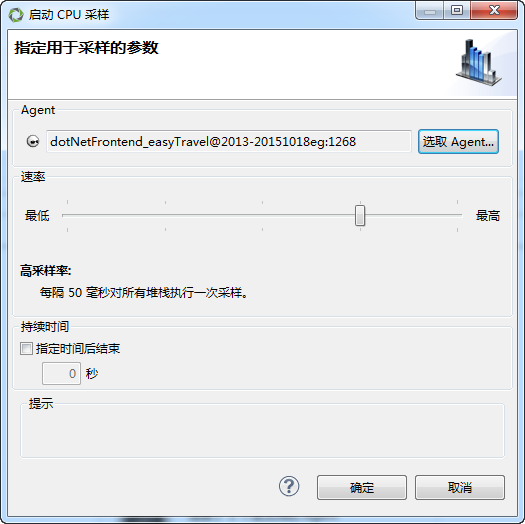 启动 CPU 采样
指定用于采样的参数
Agent
dotNetFrontend_easyTravel@2013-20151018eg:1268
选取 Agent...
速率
最低
最高
高采样率:
每隔 50 毫秒对所有堆栈执行一次采样。
持续时间
指定时间后结束
0 秒
提示
?
确定
取消